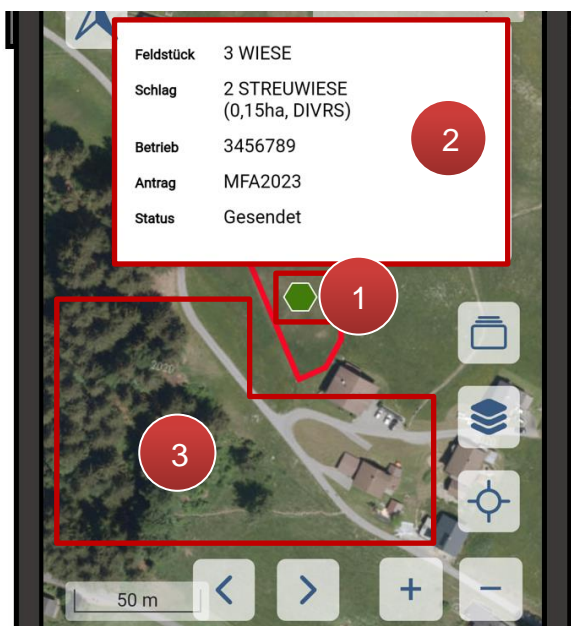 Feldstück 3 WIESE
Schlag 2 STREUWIESE
(0,15ha, DIVRS)
Betrieb 3456789
Antrag MFA2023
Status Gesendet
2
1
2020
3
50 m